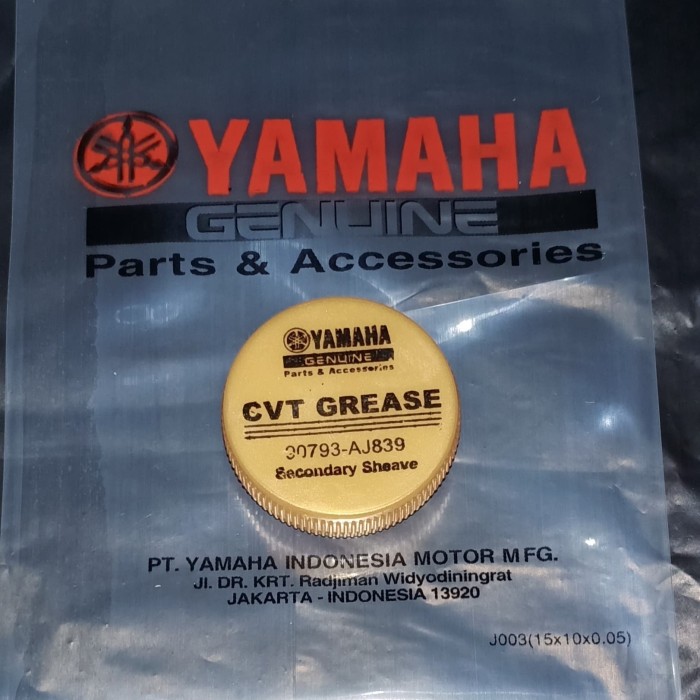 YAMAHA
GENUINE
Parts & Accessories
YAMAHA
GENUINE
Parts & Accessories
CVT GREASE
90793-AJ839
Secondary Sheave
PT. YAMAHA INDONESIA MOTOR MFG.
Jl. DR. KRT. Radjiman Widyodiningrat
JAKARTA - INDONESIA 13920
J003(15x10x0.05)